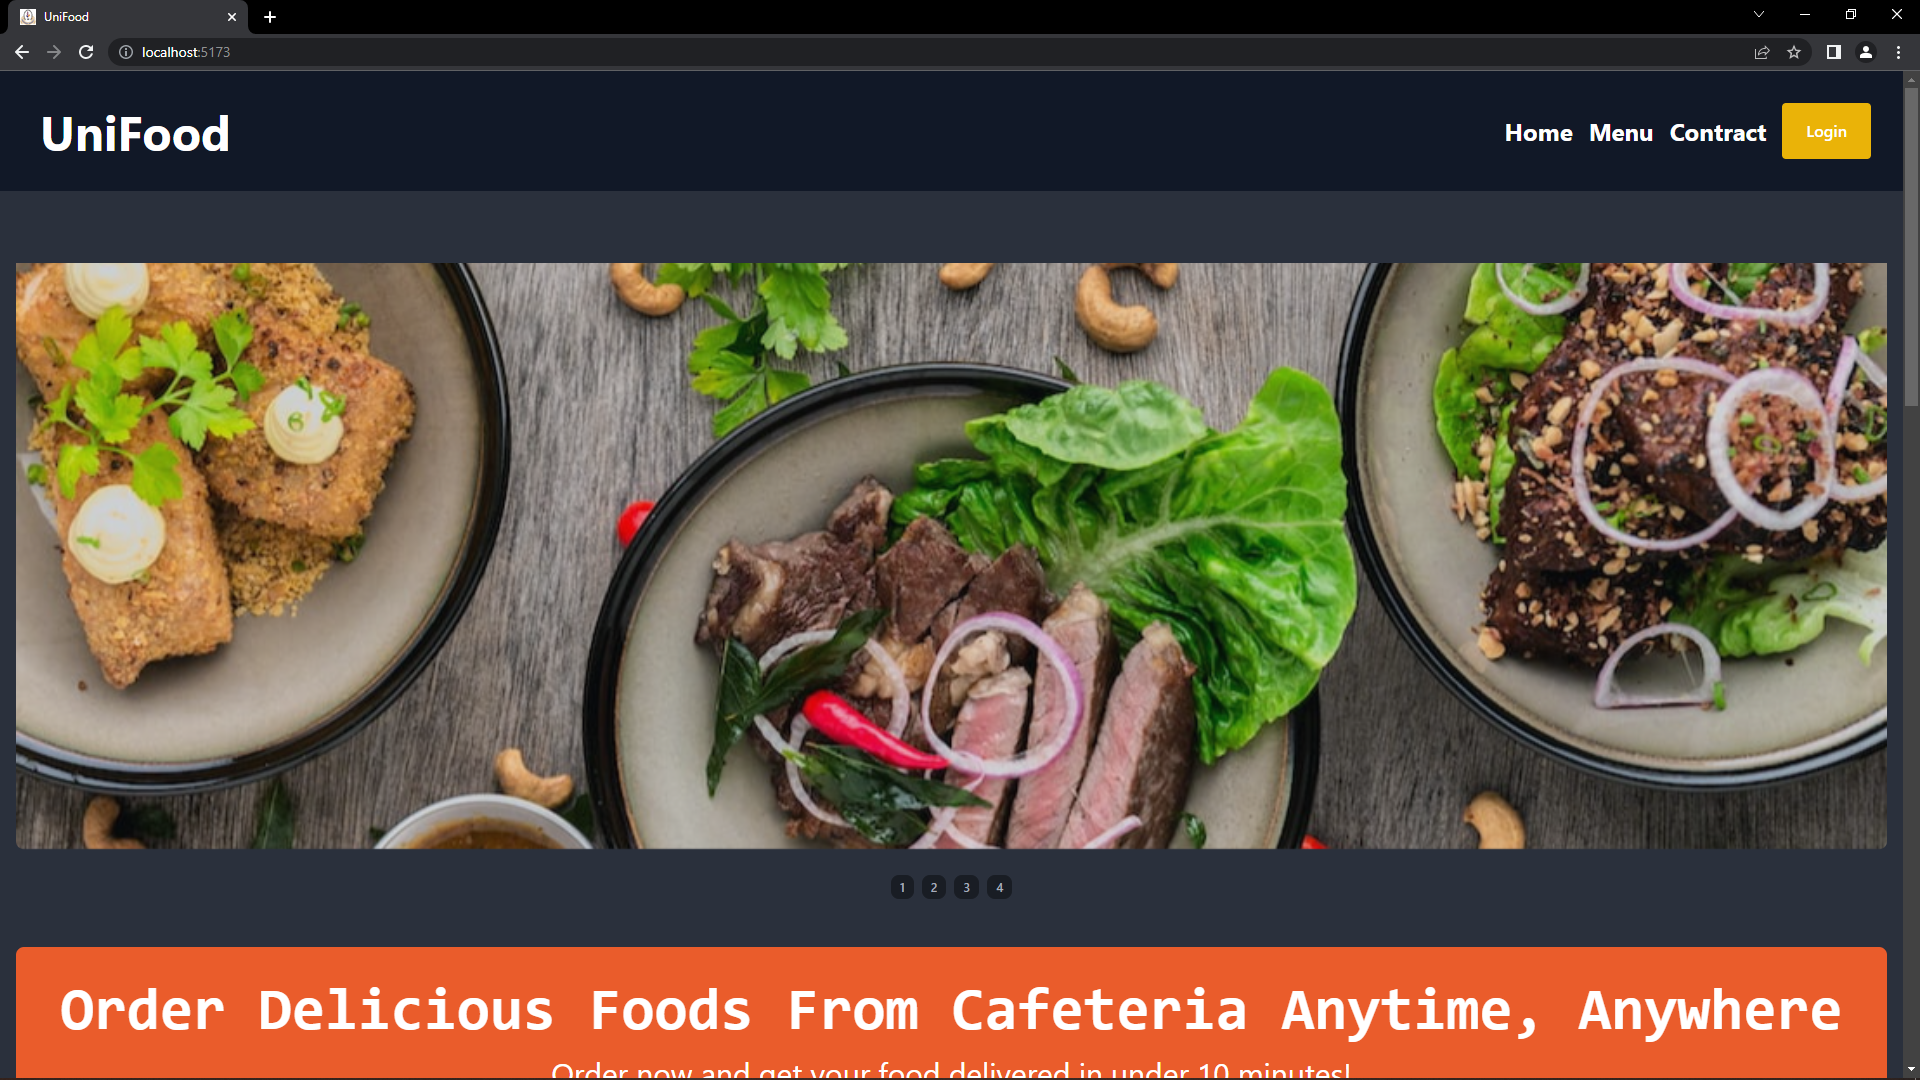 UniFood
localhost:5173
UniFood
Home Menu Contract Login
1 2 3 4
Order Delicious Foods From Cafeteria Anytime, Anywhere
Order now and get your food delivered in under 10 minutes!